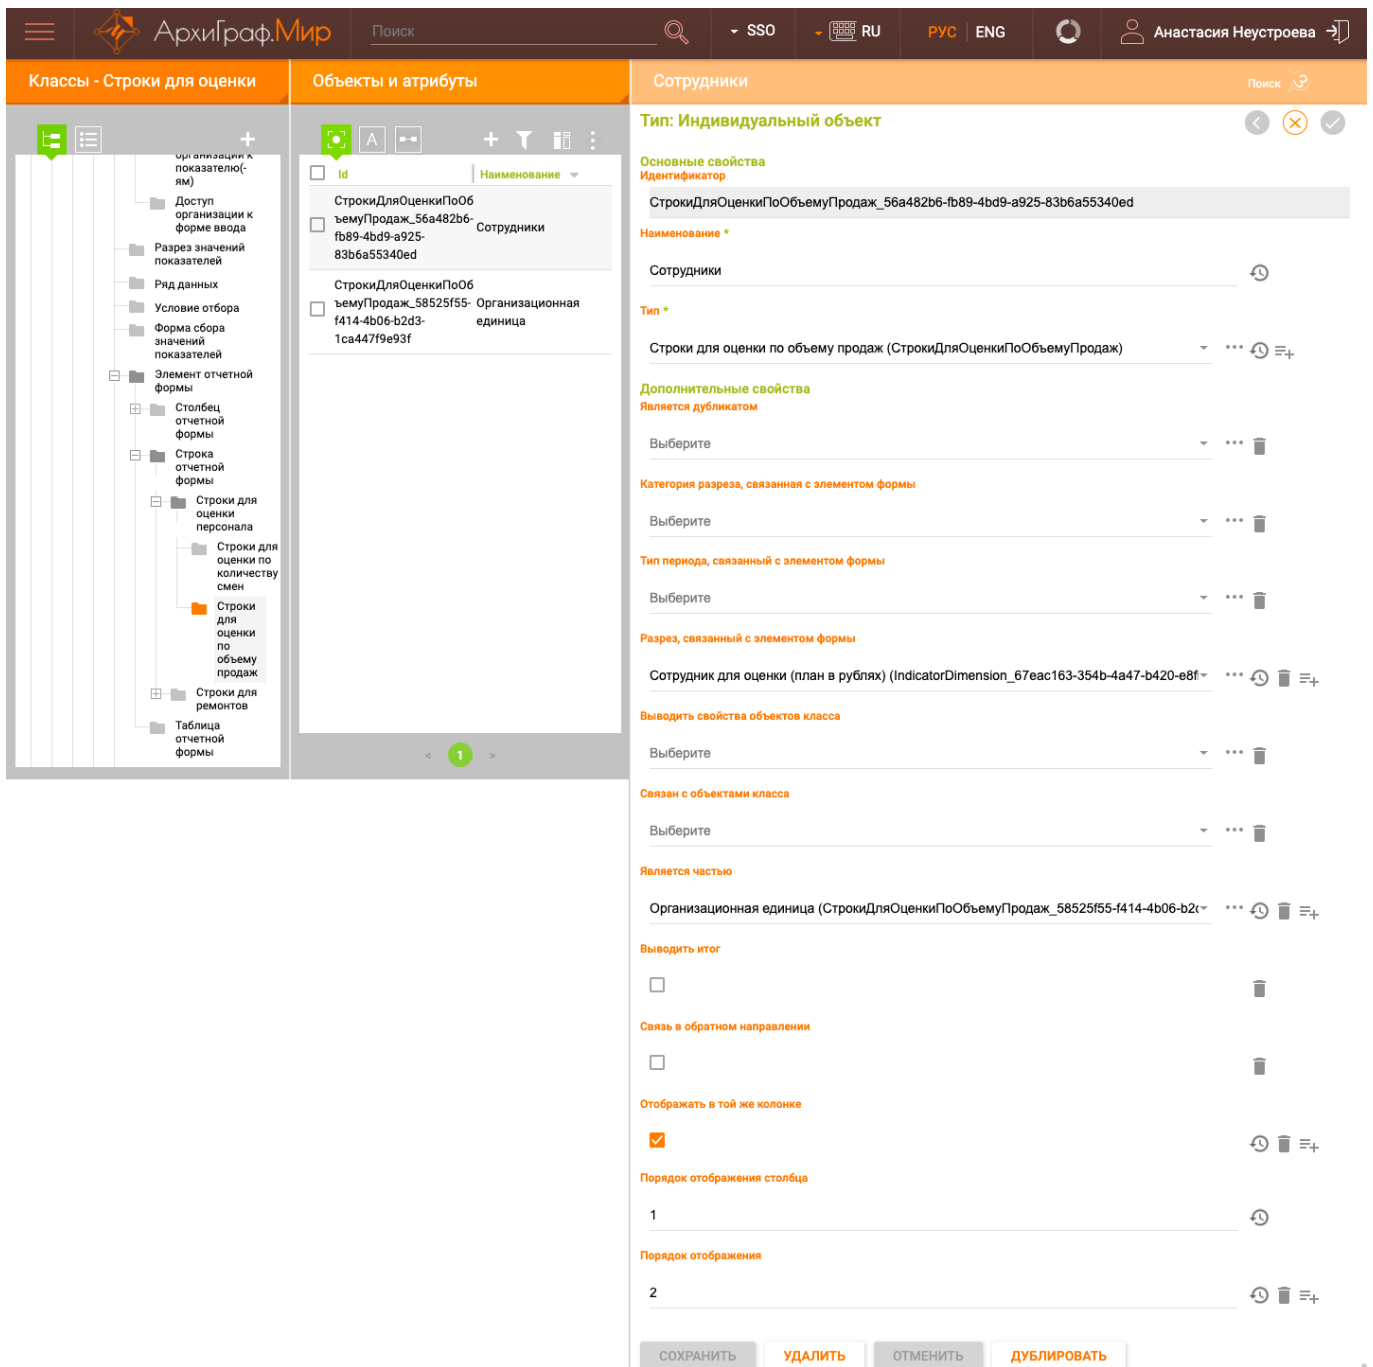 АрхиГраф.Мир
Поиск
SSO
RU
РУС
ENG
Анастасия Неустроева
Классы - Строки для оценки
организации к
показателю(-
ям)
Доступ
организации к
форме ввода
Разрез значений
показателей
Ряд данных
Условие отбора
Форма сбора
значений
показателей
Элемент отчетной
формы
Столбец
отчетной
формы
Строка
отчетной
формы
Строки для
оценки
персонала
Строки для
оценки по
количеству
смен
Строки
для
оценки
по
объему
продаж
Строки для
ремонтов
Таблица
отчетной
формы
Объекты и атрибуты
A
Id
Наименование
СтрокиДляОценкиПоОб
ъемуПродаж_56a482b6-
fb89-4bd9-a925-
83b6a55340ed
Сотрудники
СтрокиДляОценкиПоОб
ъемуПродаж_58525f55-
f414-4b06-b2d3-
1ca447f9e93f
Организационная
единица
< 1 >
Сотрудники
Поиск
Тип: Индивидуальный объект
Основные свойства
Идентификатор
СтрокиДляОценкиПоОбъемуПродаж_56a482b6-fb89-4bd9-a925-83b6a55340ed
Наименование *
Сотрудники
Тип *
Строки для оценки по объему продаж (СтрокиДляОценкиПоОбъемуПродаж)
Дополнительные свойства
Является дубликатом
Выберите
Категория разреза, связанная с элементом формы
Выберите
Тип периода, связанный с элементом формы
Выберите
Разрез, связанный с элементом формы
Сотрудник для оценки (план в рублях) (IndicatorDimension_67eac163-354b-4a47-b420-e8f
Выводить свойства объектов класса
Выберите
Связан с объектами класса
Выберите
Является частью
Организационная единица (СтрокиДляОценкиПоОбъемуПродаж_58525f55-f414-4b06-b2
Выводить итог
Связь в обратном направлении
Отображать в той же колонке
Порядок отображения столбца
1
Порядок отображения
2
СОХРАНИТЬ
УДАЛИТЬ
ОТМЕНИТЬ
ДУБЛИРОВАТЬ